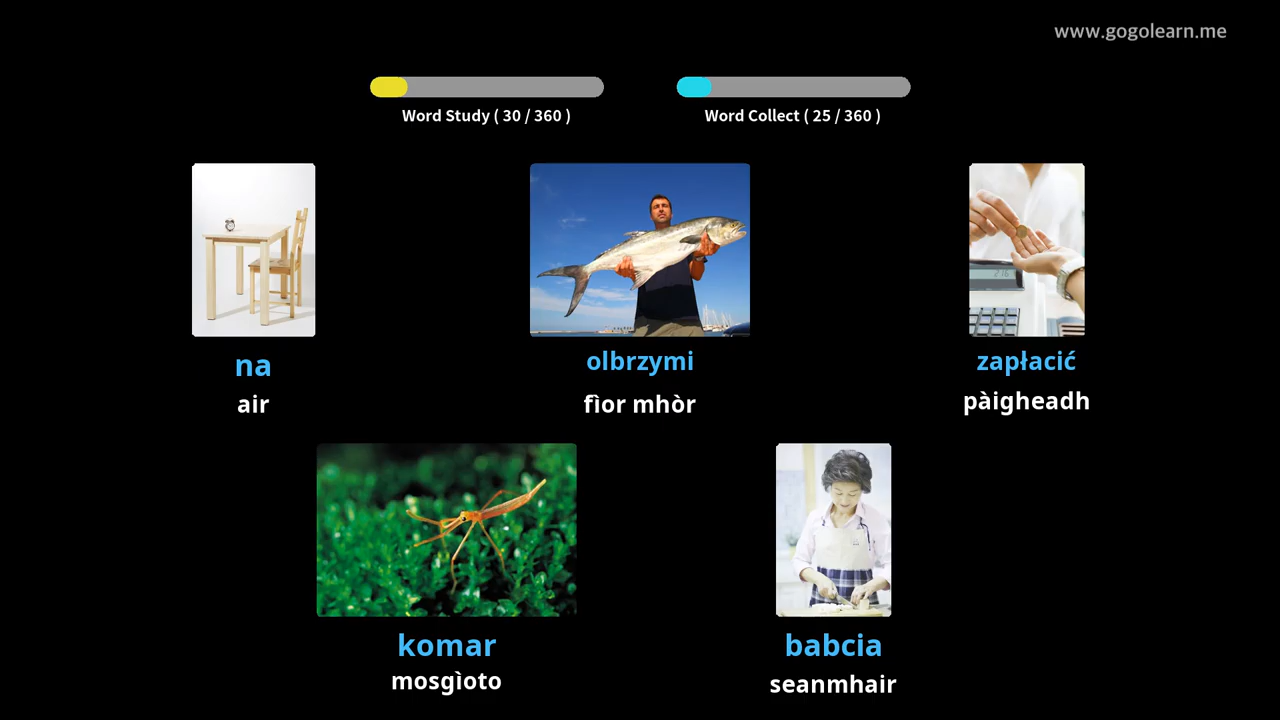 www.gogolearn.me
Word Study ( 30 / 360 )
Word Collect ( 25 / 360 )
na
air
olbrzymi
fìor mhòr
zapłacić
pàigheadh
komar
mosgìoto
babcia
seanmhair